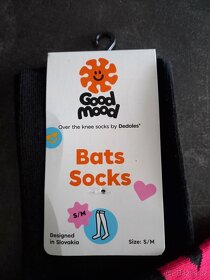 Good
mood
Over the knee socks by Dedoles®
Bats
Socks
S/M
Designed
in Slovakia
Size: S/M